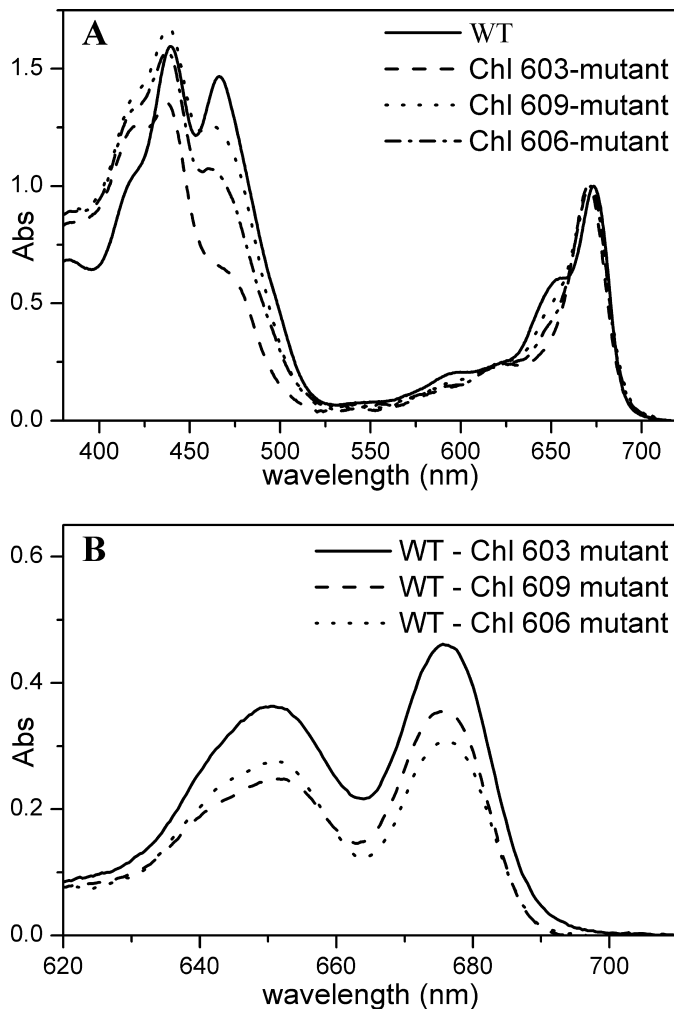 A
WT
Chl 603-mutant
Chl 609-mutant
Chl 606-mutant
1.5
1.0
0.5
0.0
Abs
400 450 500 550 600 650 700
wavelength (nm)
B
WT - Chl 603 mutant
WT - Chl 609 mutant
WT - Chl 606 mutant
0.6
0.4
0.2
0.0
Abs
620 640 660 680 700
wavelength (nm)